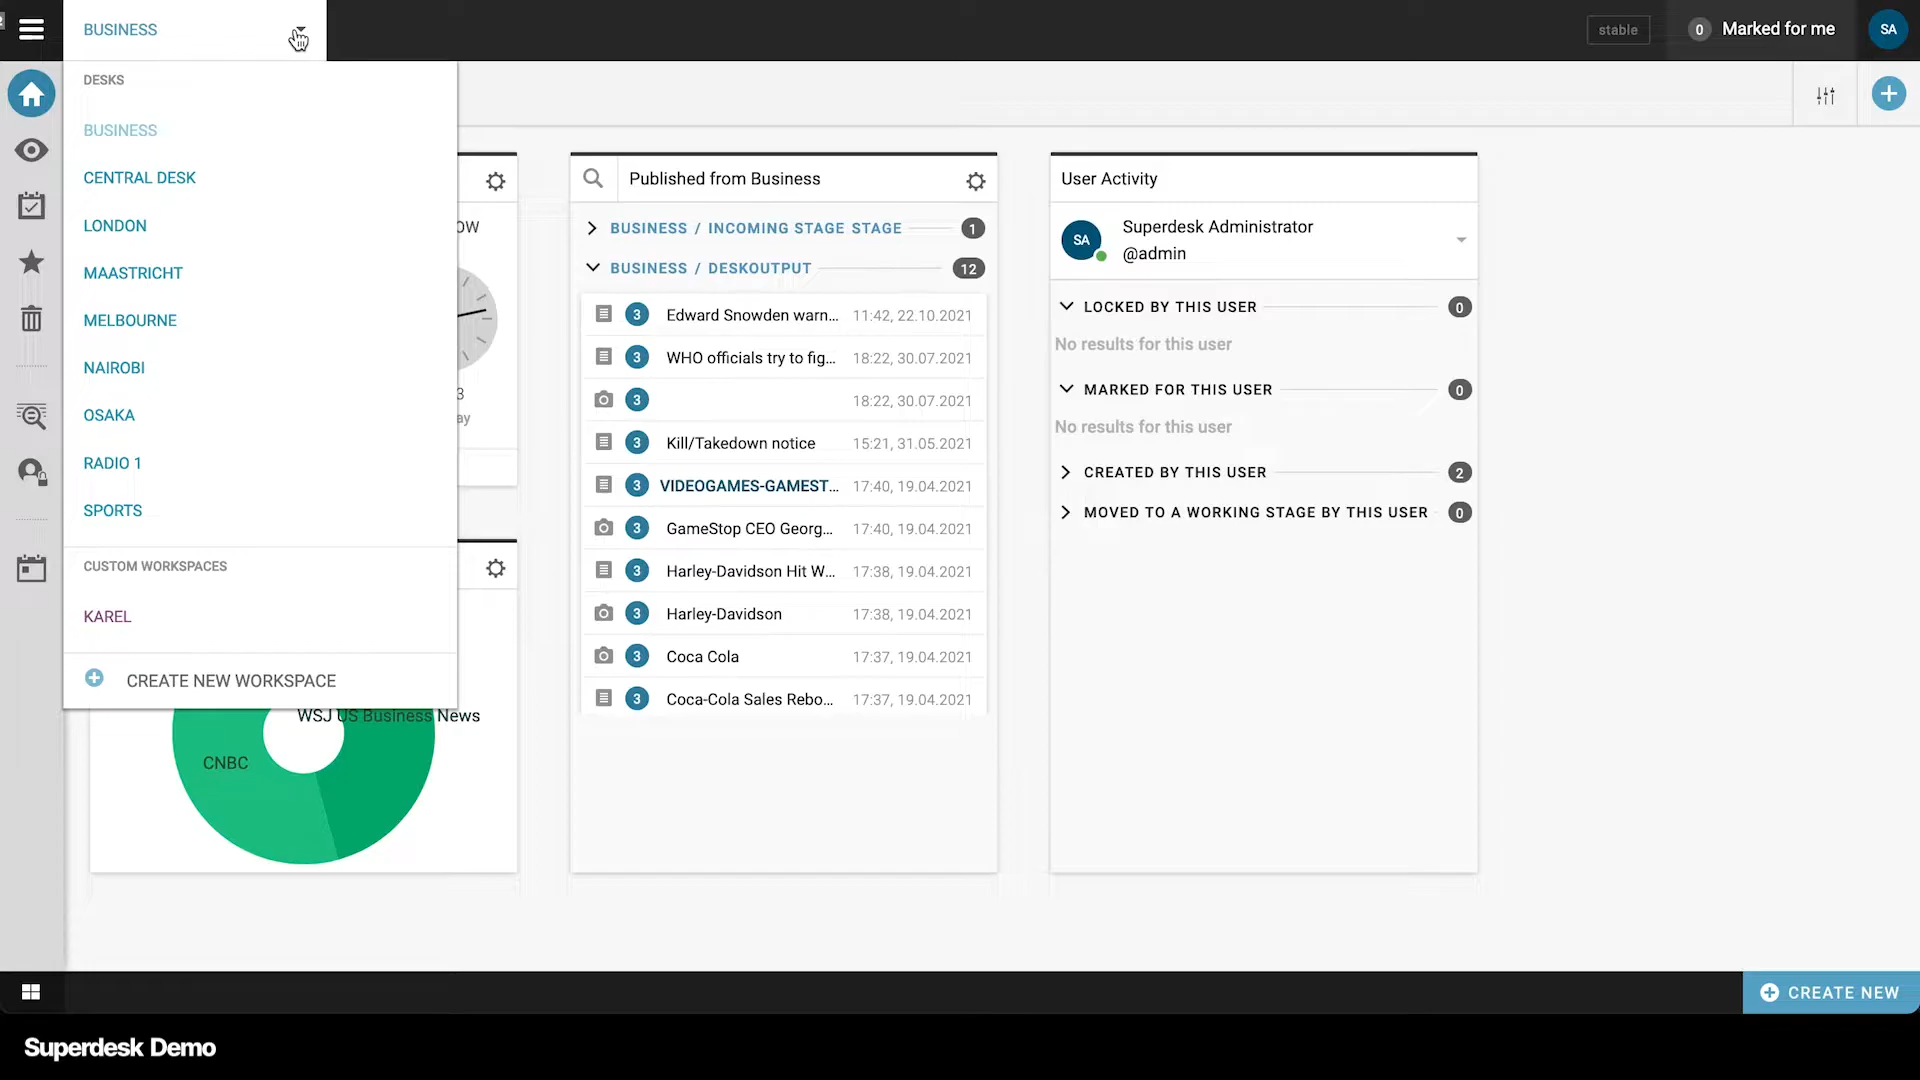 BUSINESS
stable
0 Marked for me
SA
DESKS
BUSINESS
CENTRAL DESK
LONDON
MAASTRICHT
MELBOURNE
NAIROBI
OSAKA
RADIO 1
SPORTS
CUSTOM WORKSPACES
KAREL
CREATE NEW WORKSPACE
OW
3
ay
WSJ US Business News
CNBC
Published from Business
BUSINESS / INCOMING STAGE STAGE 1
BUSINESS / DESKOUTPUT 12
3 Edward Snowden warn... 11:42, 22.10.2021
3 WHO officials try to fig... 18:22, 30.07.2021
3 18:22, 30.07.2021
3 Kill/Takedown notice 15:21, 31.05.2021
3 VIDEOGAMES-GAMEST... 17:40, 19.04.2021
3 GameStop CEO Georg... 17:40, 19.04.2021
3 Harley-Davidson Hit W... 17:38, 19.04.2021
3 Harley-Davidson 17:38, 19.04.2021
3 Coca Cola 17:37, 19.04.2021
3 Coca-Cola Sales Rebo... 17:37, 19.04.2021
User Activity
SA
Superdesk Administrator
@admin
LOCKED BY THIS USER 0
No results for this user
MARKED FOR THIS USER 0
No results for this user
CREATED BY THIS USER 2
MOVED TO A WORKING STAGE BY THIS USER 0
CREATE NEW
Superdesk Demo